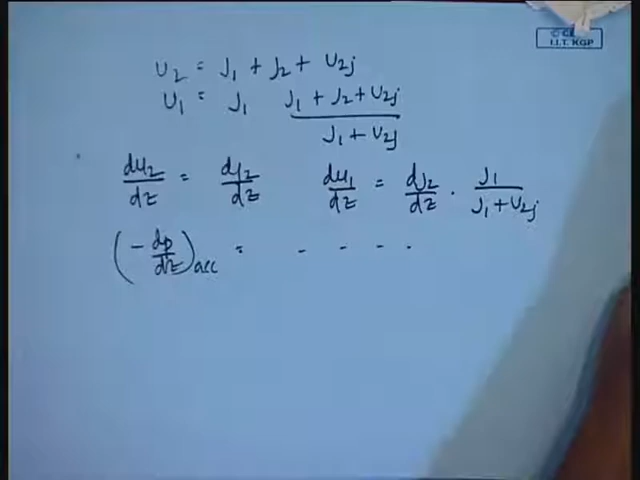 © CET
I.I.T. KGP
u₂ = j₁ + j₂ + u₂j
u₁ = j₁ (j₁ + j₂ + u₂j) / (j₁ + u₂j)
du₂/dz = dj₂/dz    du₁/dz = dj₂/dz · j₁/(j₁ + u₂j)
(− dp/dz)acc = - - - ·